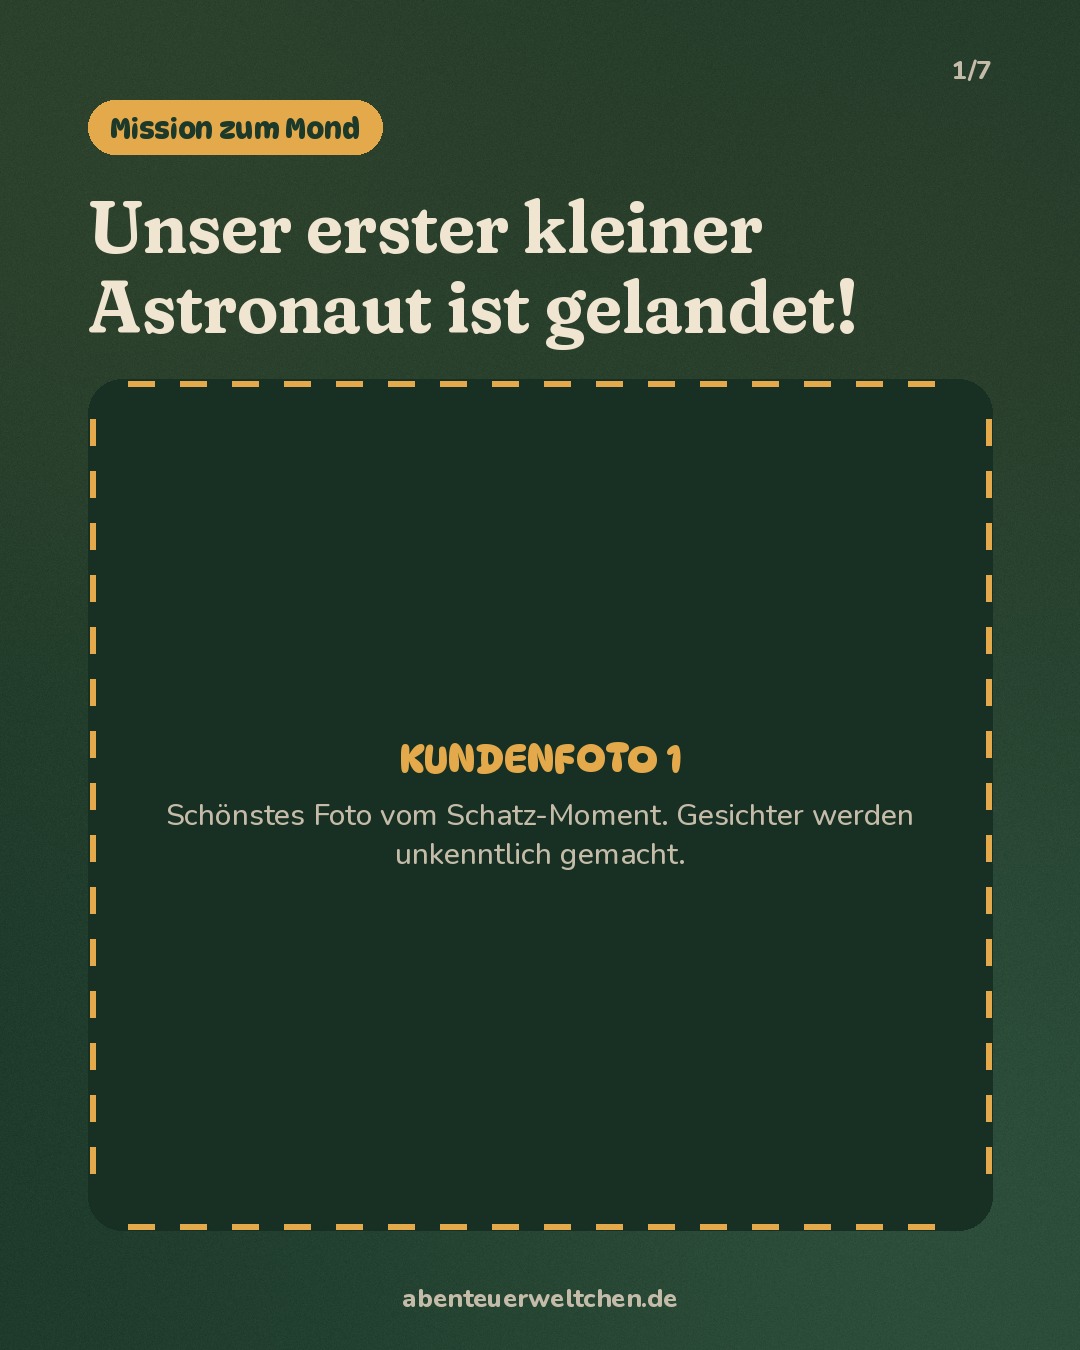 1/7
Mission zum Mond
Unser erster kleiner
Astronaut ist gelandet!
KUNDENFOTO 1
Schönstes Foto vom Schatz-Moment. Gesichter werden
unkenntlich gemacht.
abenteuerweltchen.de